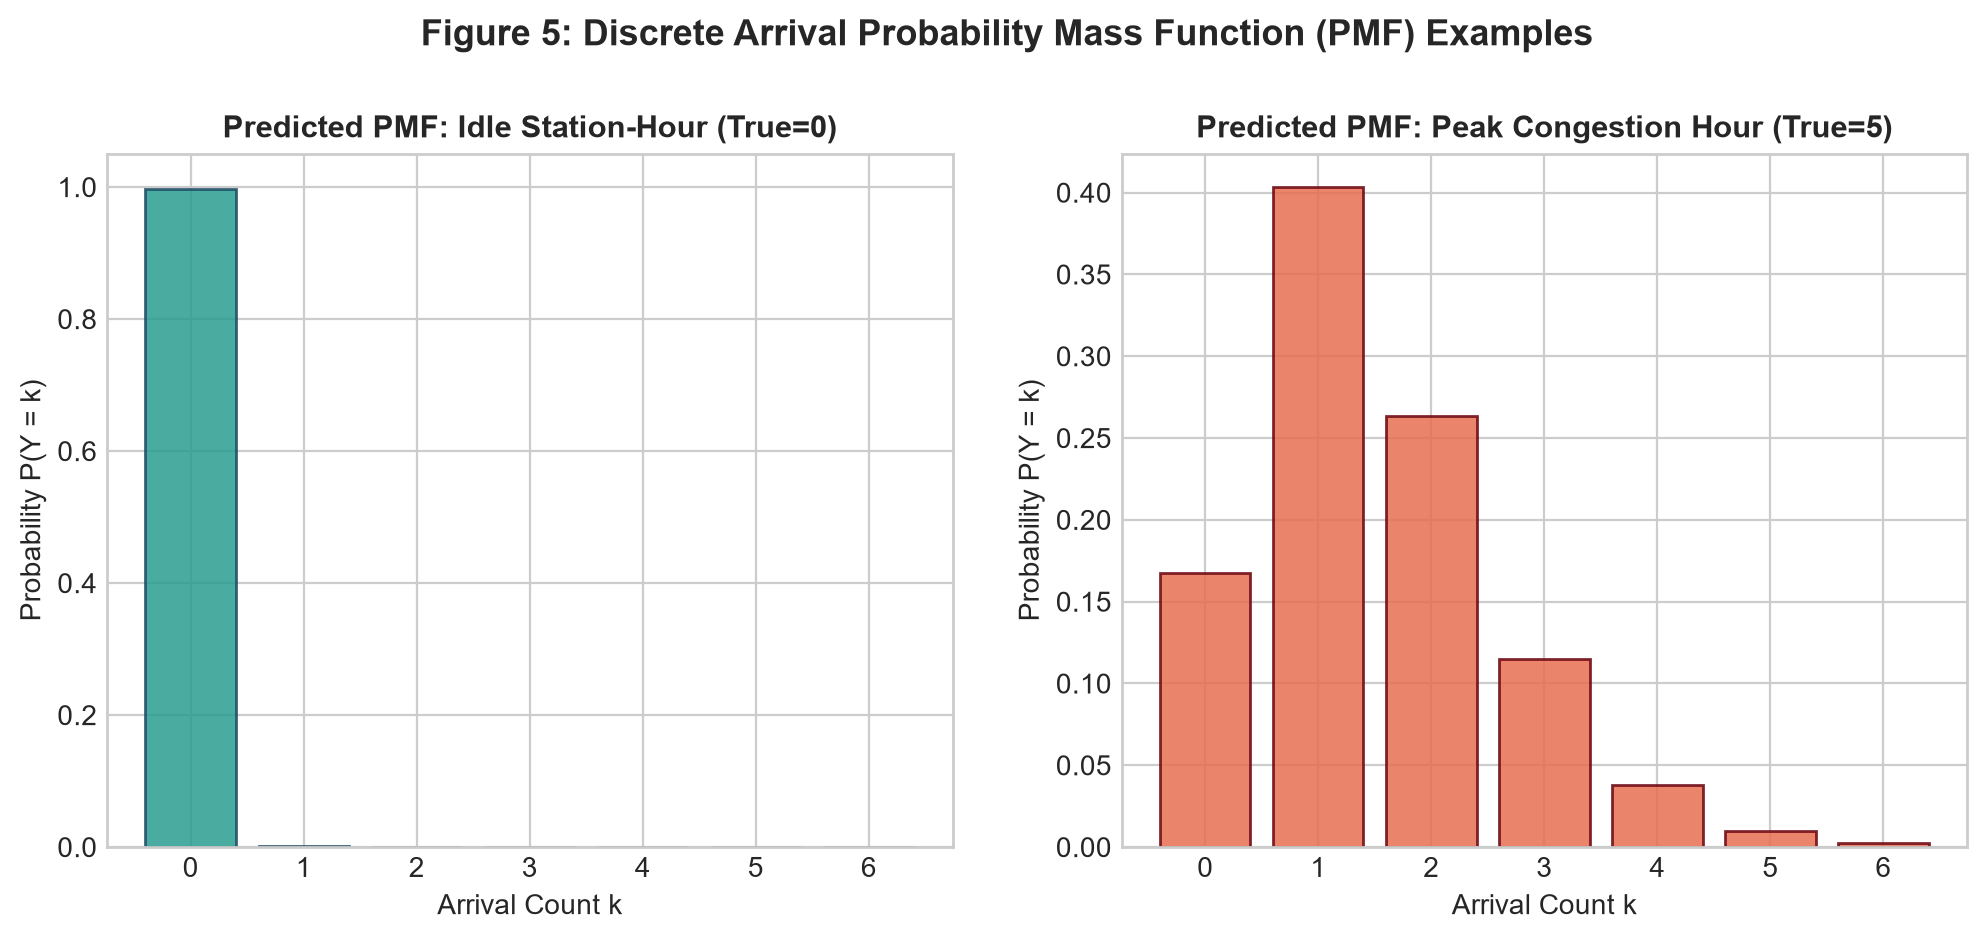 Figure 5: Discrete Arrival Probability Mass Function (PMF) Examples
Predicted PMF: Idle Station-Hour (True=0)
Probability P(Y = k)
1.0
0.8
0.6
0.4
0.2
0.0
0 1 2 3 4 5 6
Arrival Count k
Predicted PMF: Peak Congestion Hour (True=5)
Probability P(Y = k)
0.40
0.35
0.30
0.25
0.20
0.15
0.10
0.05
0.00
0 1 2 3 4 5 6
Arrival Count k